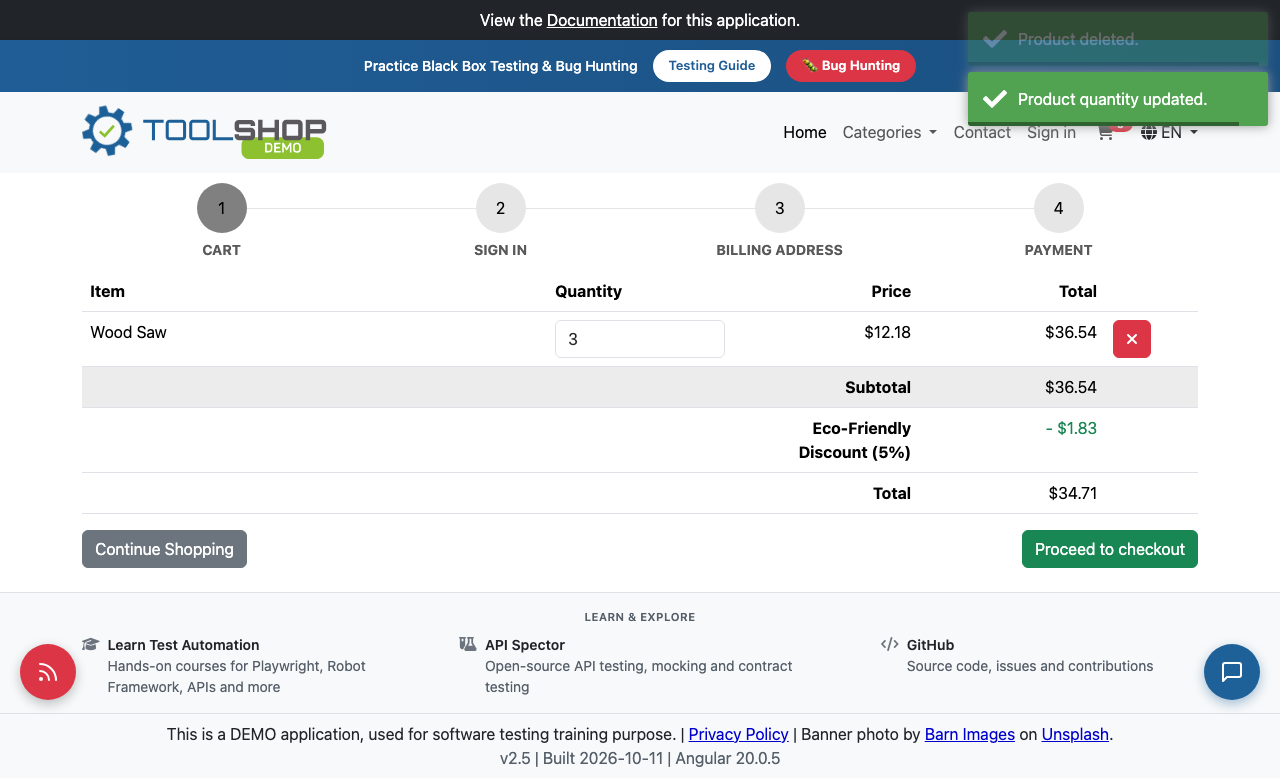 View the Documentation for this application.
Product deleted.
Practice Black Box Testing & Bug Hunting
Testing Guide
Bug Hunting
Product quantity updated.
TOOLSHOP
DEMO
Home
Categories
Contact
Sign in
EN
1
2
3
4
CART
SIGN IN
BILLING ADDRESS
PAYMENT
Item Quantity Price Total
Wood Saw 3 $12.18 $36.54
Subtotal $36.54
Eco-Friendly
Discount (5%)
- $1.83
Total $34.71
Continue Shopping
Proceed to checkout
LEARN & EXPLORE
Learn Test Automation
Hands-on courses for Playwright, Robot
Framework, APIs and more
API Spector
Open-source API testing, mocking and contract
testing
GitHub
Source code, issues and contributions
This is a DEMO application, used for software testing training purpose. | Privacy Policy | Banner photo by Barn Images on Unsplash.
v2.5 | Built 2026-10-11 | Angular 20.0.5